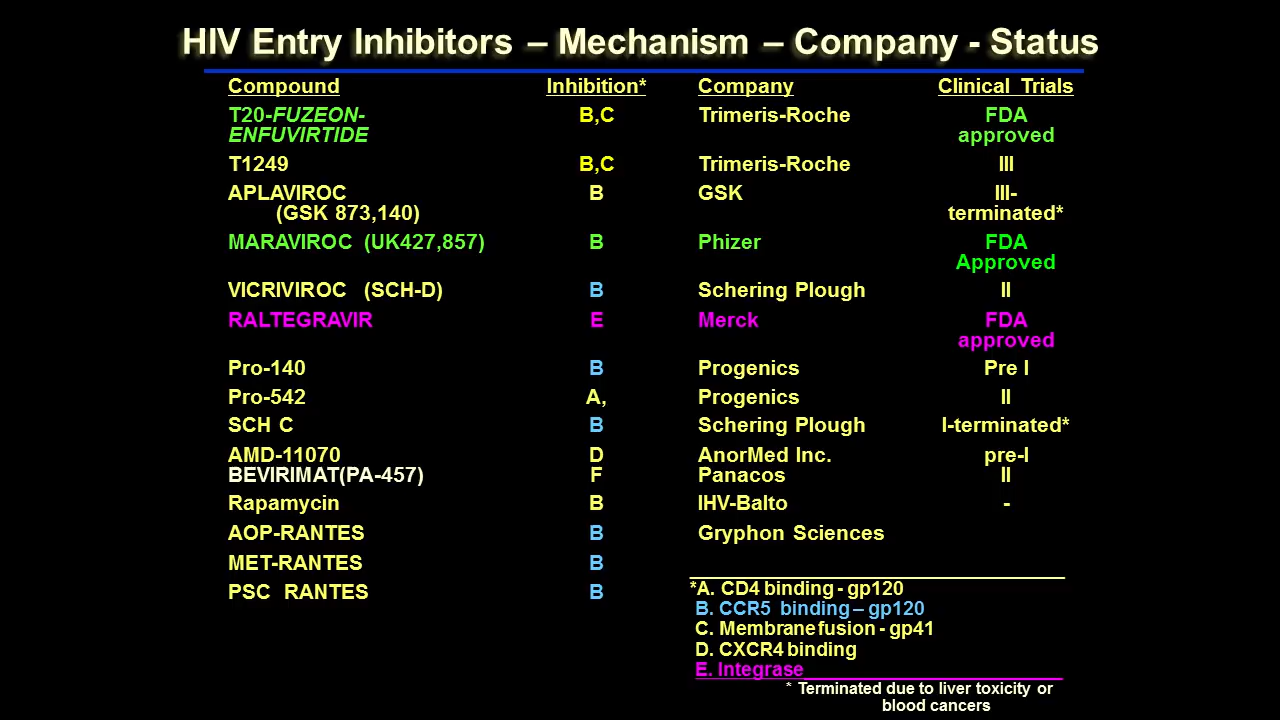 HIV Entry Inhibitors – Mechanism – Company - Status
Compound Inhibition* Company Clinical Trials
T20-FUZEON- B,C Trimeris-Roche FDA
ENFUVIRTIDE approved
T1249 B,C Trimeris-Roche III
APLAVIROC B GSK III-
(GSK 873,140) terminated*
MARAVIROC (UK427,857) B Phizer FDA
Approved
VICRIVIROC (SCH-D) B Schering Plough II
RALTEGRAVIR E Merck FDA
approved
Pro-140 B Progenics Pre I
Pro-542 A, Progenics II
SCH C B Schering Plough I-terminated*
AMD-11070 D AnorMed Inc. pre-I
BEVIRIMAT(PA-457) F Panacos II
Rapamycin B IHV-Balto -
AOP-RANTES B Gryphon Sciences
MET-RANTES B
PSC RANTES B
*A. CD4 binding - gp120
B. CCR5 binding – gp120
C. Membrane fusion - gp41
D. CXCR4 binding
E. Integrase
* Terminated due to liver toxicity or
blood cancers